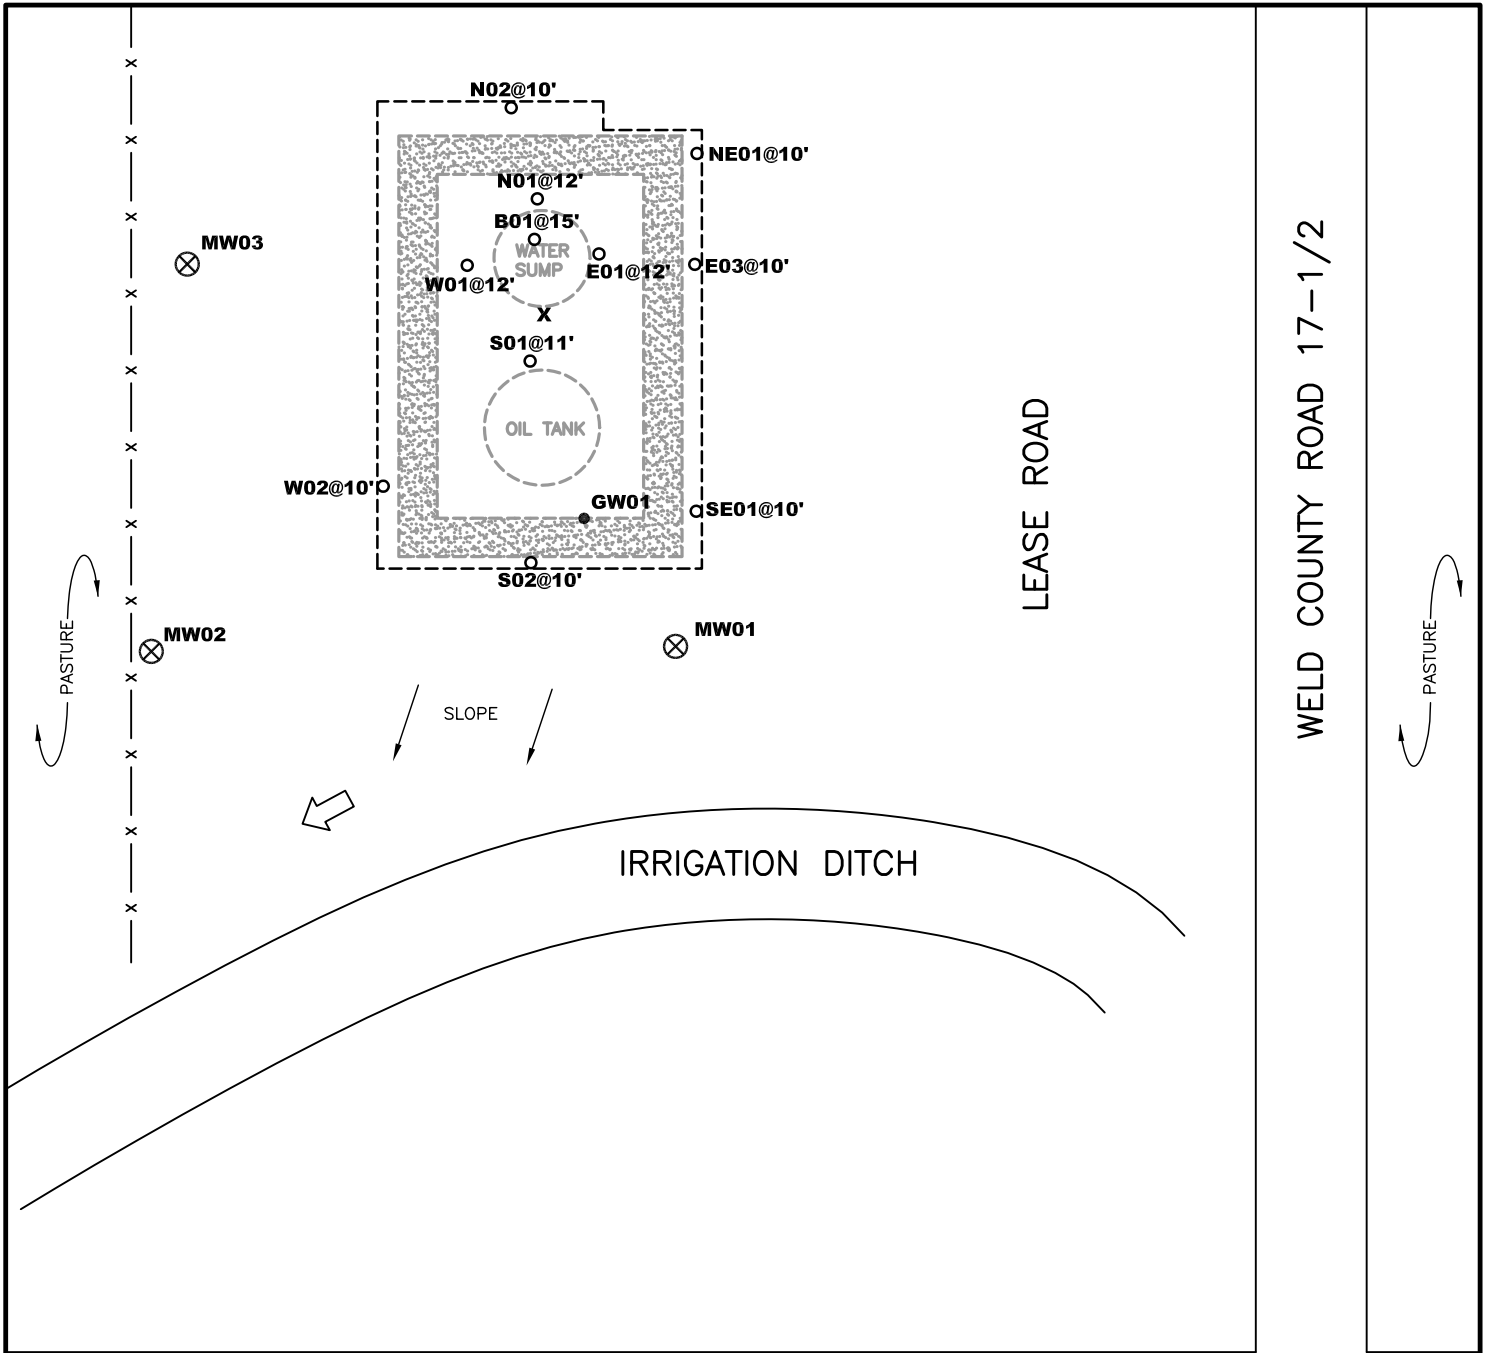 N02@10'
NE01@10'
N01@12'
B01@15'
WATER
SUMP
MW03
E01@12'
E03@10'
W01@12'
X
S01@11'
OIL TANK
W02@10'
GW01
SE01@10'
S02@10'
LEASE ROAD
WELD COUNTY ROAD 17-1/2
PASTURE
PASTURE
MW02
MW01
SLOPE
IRRIGATION DITCH
x
x
x
x
x
x
x
x
x
x
x
x